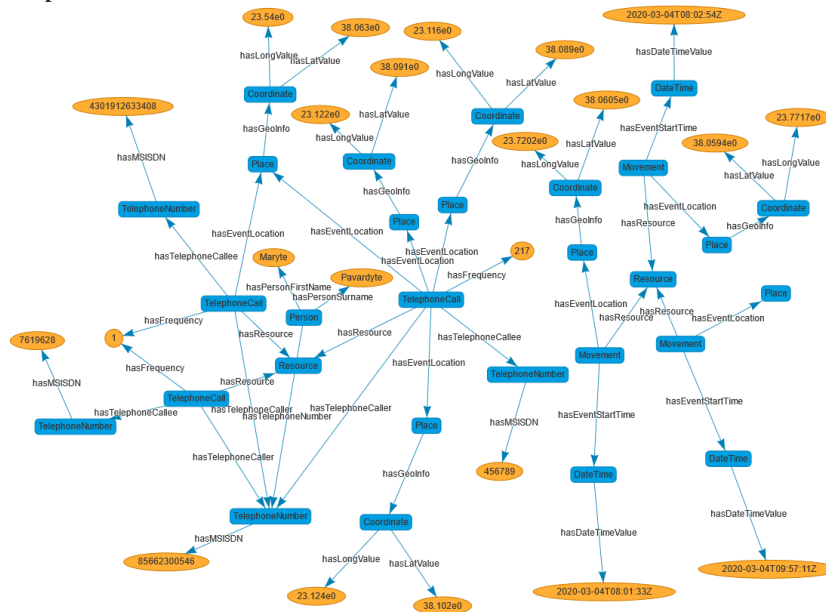 23.54e0
38.063e0
23.116e0
2020-03-04T08:02:54Z
hasLongValue
hasLatValue
38.091e0
hasLongValue
38.089e0
hasDateTimeValue
4301912633408
Coordinate
23.122e0
hasLatValue
hasLatValue
38.0605e0
DateTime
23.7717e0
hasLongValue
Coordinate
23.7202e0
hasEventStartTime
38.0594e0
hasMSISDN
hasGeoInfo
Coordinate
hasLatValue
hasLongValue
hasLongValue
Place
hasGeoInfo
hasGeoInfo
Coordinate
Movement
hasLatValue
TelephoneNumber
Place
Place
hasGeoInfo
hasEventLocation
Coordinate
hasResource
hasGeoInfo
hasEventLocation
hasEventLocation
hasEventLocation
hasEventLocation
Place
Place
hasTelephoneCallee
Maryte
217
Pavardyte
hasFrequency
hasPersonFirstName
hasPersonSurname
Resource
Place
TelephoneCall
Person
TelephoneCall
hasEventLocation
hasResource
hasResource
hasEventLocation
hasFrequency
hasResource
hasResource
hasTelephoneCallee
1
7619628
hasEventLocation
Movement
Movement
hasFrequency
Resource
TelephoneNumber
hasMSISDN
hasResource
TelephoneCall
hasTelephoneCallee
hasTelephoneCaller
hasTelephoneNumber
hasTelephoneCaller
TelephoneNumber
Place
hasMSISDN
hasEventStartTime
hasEventStartTime
hasTelephoneCaller
hasGeoInfo
456789
DateTime
DateTime
TelephoneNumber
Coordinate
hasMSISDN
hasDateTimeValue
hasDateTimeValue
85662300546
hasLongValue
hasLatValue
23.124e0
38.102e0
2020-03-04T08:01:33Z
2020-03-04T09:57:11Z